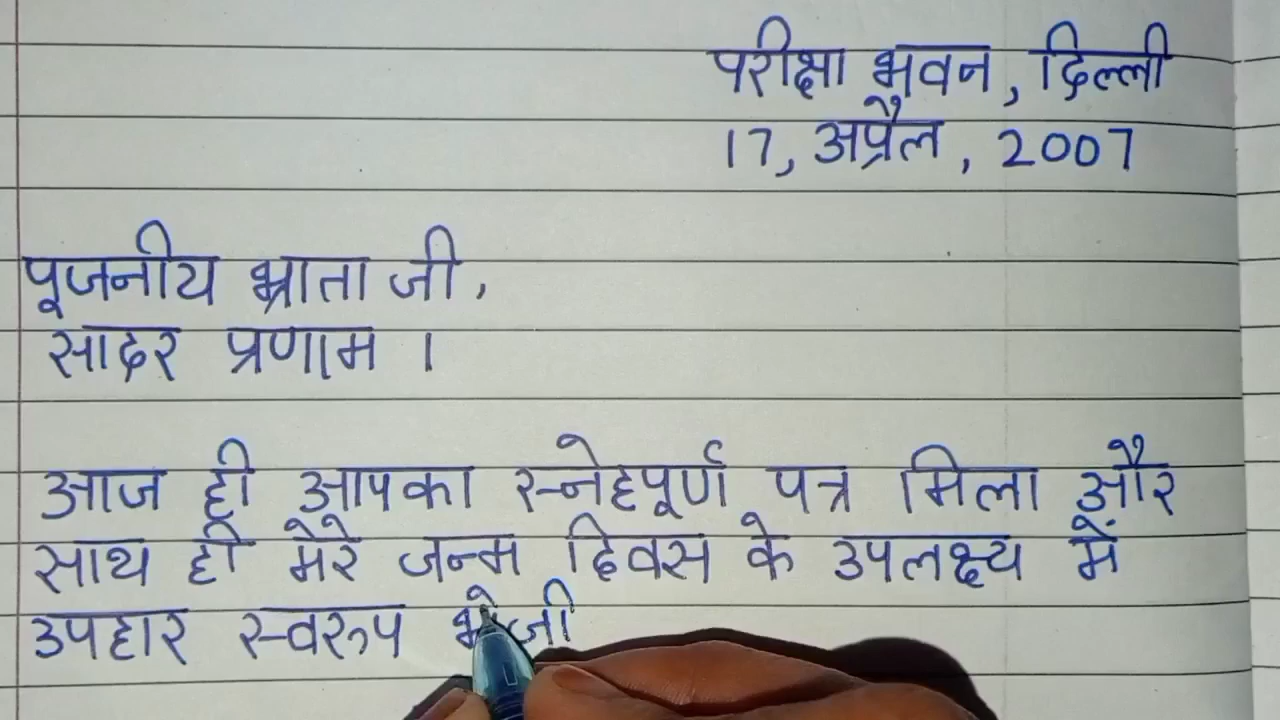 परीक्षा भवन, दिल्ली
17, अप्रैल, 2007
पूजनीय भ्राता जी,
सादर प्रणाम ।
आज ही आपका स्नेहपूर्ण पत्र मिला और
साथ ही मेरे जन्म दिवस के उपलक्ष्य में
उपहार स्वरुप भेजी